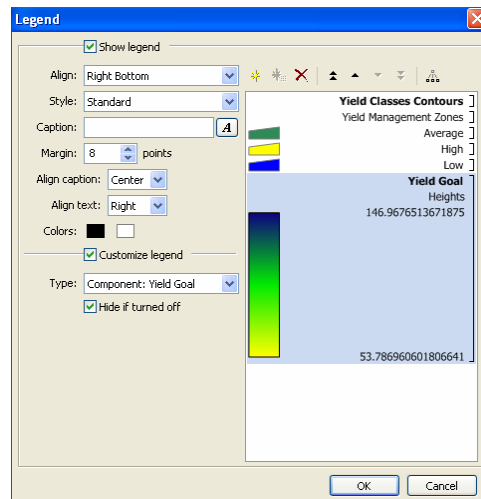 Legend
Show legend
Align: Right Bottom
Style: Standard
Caption: A
Margin: 8 points
Align caption: Center
Align text: Right
Colors:
Customize legend
Type: Component: Yield Goal
Hide if turned off
Yield Classes Contours
Yield Management Zones
Average
High
Low
Yield Goal
Heights
146.9676513671875
53.786960601806641
OK Cancel